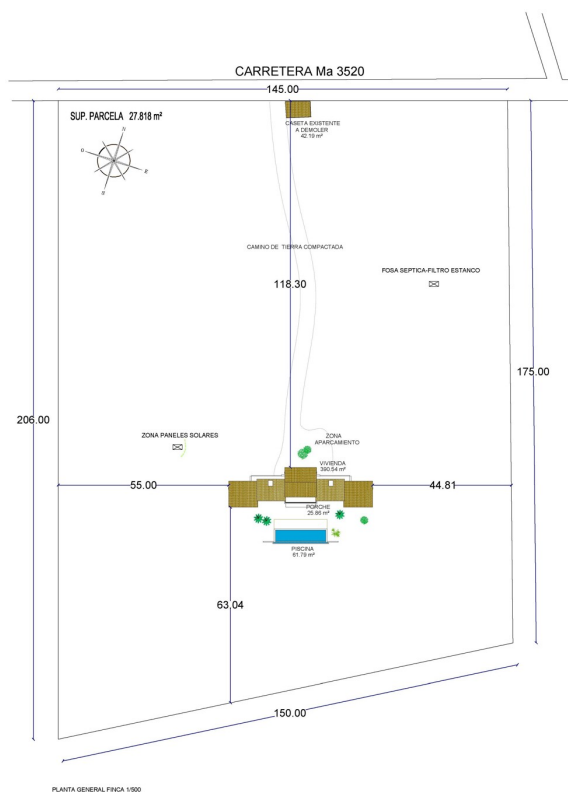 CARRETERA Ma 3520
145.00
SUP. PARCELA 27.818 m²
N
O
E
S
CASETA EXISTENTE
A DEMOLER
42.19 m²
CAMINO DE TIERRA COMPACTADA
FOSA SEPTICA-FILTRO ESTANCO
118.30
175.00
206.00
ZONA PANELES SOLARES
ZONA
APARCAMIENTO
VIVIENDA
390.54 m²
55.00
44.81
PORCHE
25.86 m²
PISCINA
81.79 m²
63.04
150.00
PLANTA GENERAL FINCA 1/500